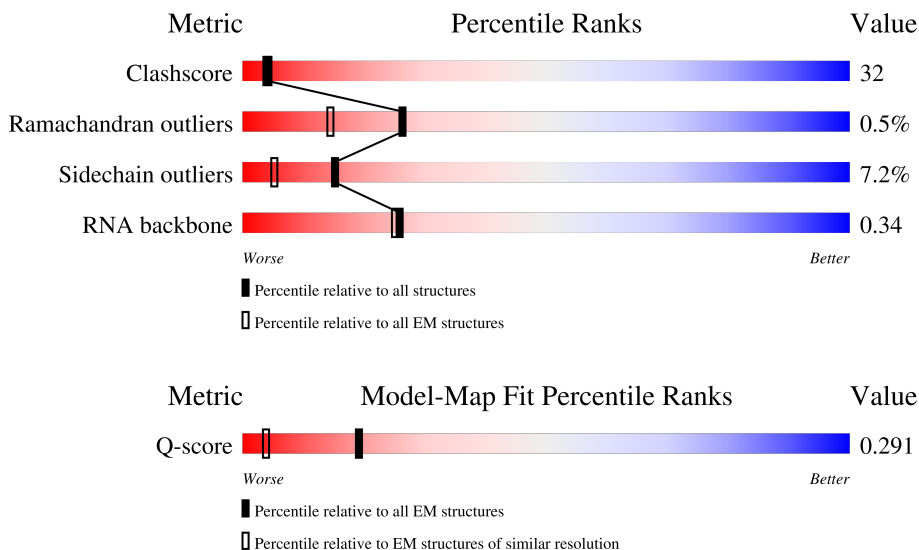 Metric Percentile Ranks Value
Clashscore 32
Ramachandran outliers 0.5%
Sidechain outliers 7.2%
RNA backbone 0.34
Worse Better
Percentile relative to all structures
Percentile relative to all EM structures
Metric Model-Map Fit Percentile Ranks Value
Q-score 0.291
Worse Better
Percentile relative to all EM structures
Percentile relative to EM structures of similar resolution